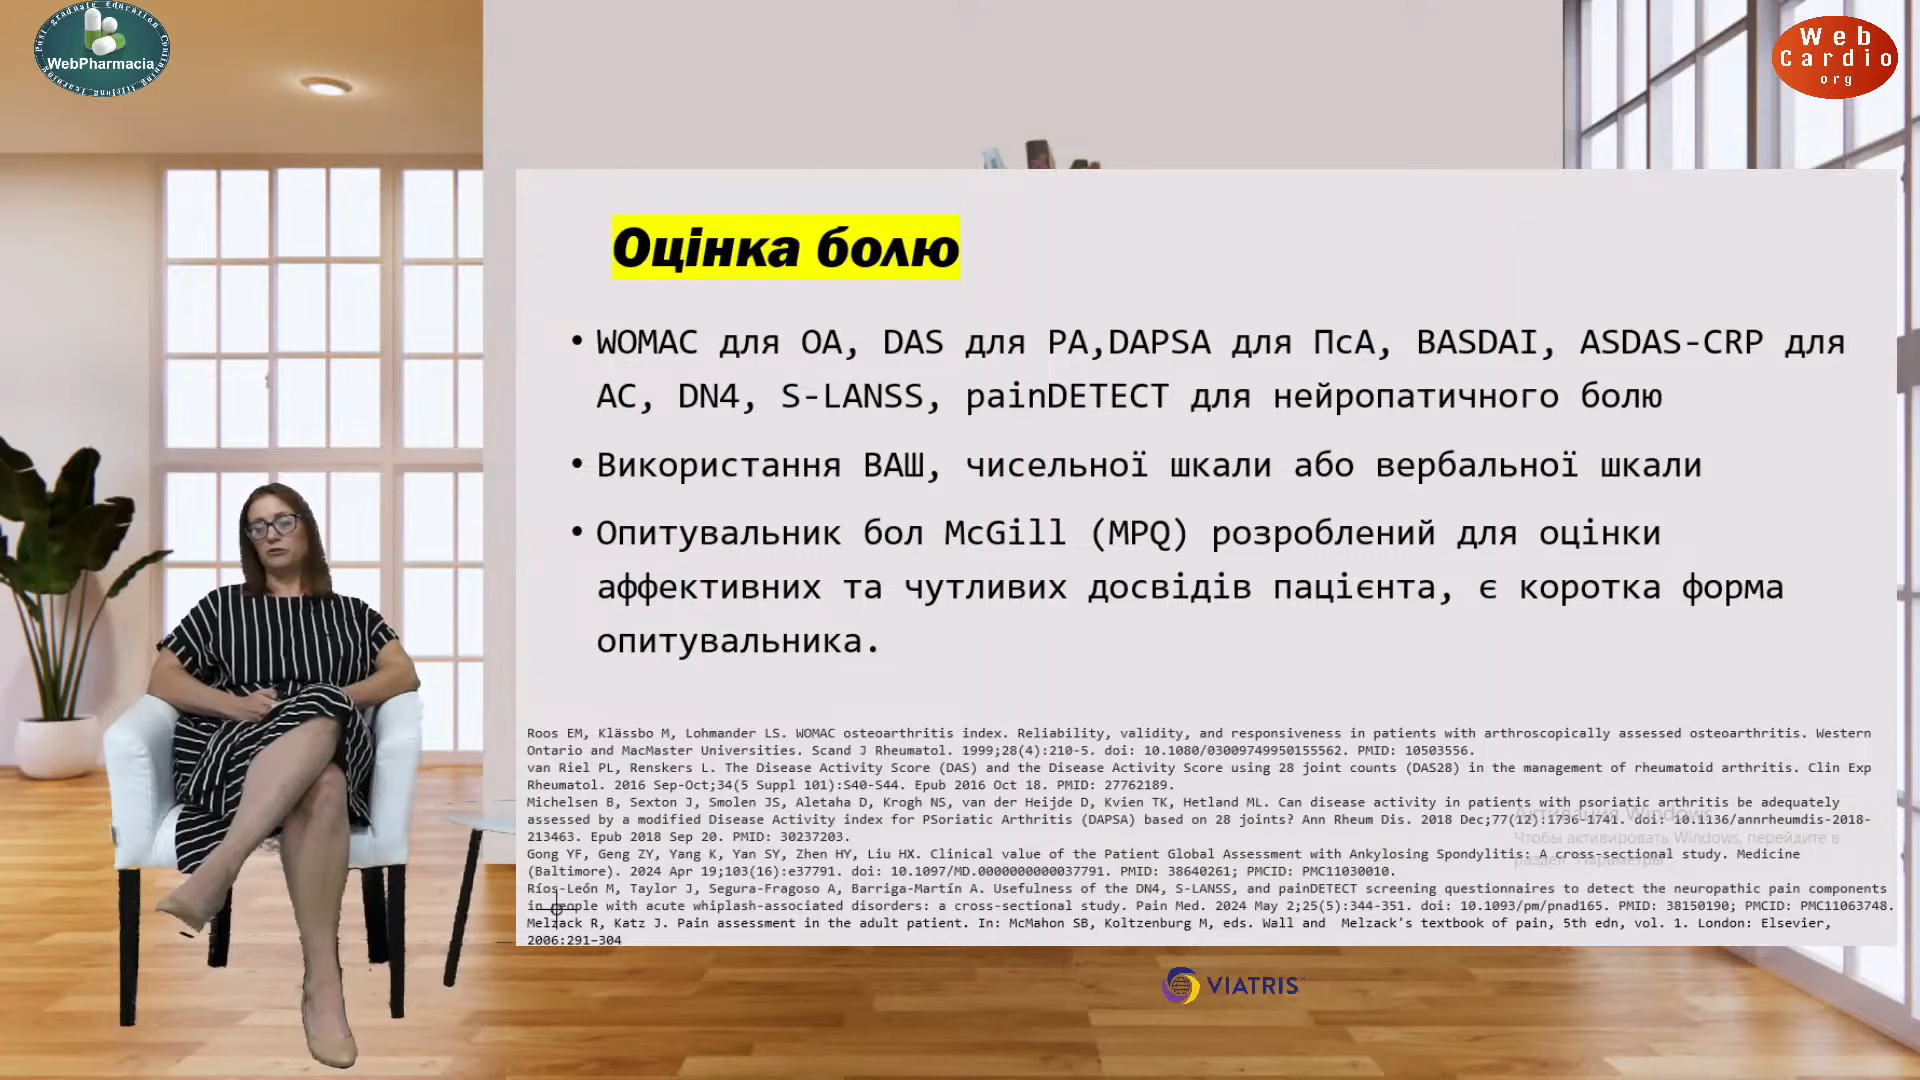 Post_graduate Education Continuing lifelong
WebPharmacia
Web
Cardio
org
Оцінка болю
• WOMAC для ОА, DAS для РА,DAPSA для ПсА, BASDAI, ASDAS-CRP для
АС, DN4, S-LANSS, painDETECT для нейропатичного болю
• Використання ВАШ, чисельної шкали або вербальної шкали
• Опитувальник бол McGill (MPQ) розроблений для оцінки
аффективних та чутливих досвідів пацієнта, є коротка форма
опитувальника.
Roos EM, Klässbo M, Lohmander LS. WOMAC osteoarthritis index. Reliability, validity, and responsiveness in patients with arthroscopically assessed osteoarthritis. Western
Ontario and MacMaster Universities. Scand J Rheumatol. 1999;28(4):210-5. doi: 10.1080/03009749950155562. PMID: 10503556.
van Riel PL, Renskers L. The Disease Activity Score (DAS) and the Disease Activity Score using 28 joint counts (DAS28) in the management of rheumatoid arthritis. Clin Exp
Rheumatol. 2016 Sep-Oct;34(5 Suppl 101):S40-S44. Epub 2016 Oct 18. PMID: 27762189.
Michelsen B, Sexton J, Smolen JS, Aletaha D, Krogh NS, van der Heijde D, Kvien TK, Hetland ML. Can disease activity in patients with psoriatic arthritis be adequately
assessed by a modified Disease Activity index for PSoriatic Arthritis (DAPSA) based on 28 joints? Ann Rheum Dis. 2018 Dec;77(12):1736-1741. doi: 10.1136/annrheumdis-2018-
213463. Epub 2018 Sep 20. PMID: 30237203.
Активация Windows
Чтобы активировать Windows, перейдите в
раздел "Параметры".
Gong YF, Geng ZY, Yang K, Yan SY, Zhen HY, Liu HX. Clinical value of the Patient Global Assessment with Ankylosing Spondylitis: A cross-sectional study. Medicine
(Baltimore). 2024 Apr 19;103(16):e37791. doi: 10.1097/MD.0000000000037791. PMID: 38640261; PMCID: PMC11030010.
Ríos-León M, Taylor J, Segura-Fragoso A, Barriga-Martín A. Usefulness of the DN4, S-LANSS, and painDETECT screening questionnaires to detect the neuropathic pain components
in people with acute whiplash-associated disorders: a cross-sectional study. Pain Med. 2024 May 2;25(5):344-351. doi: 10.1093/pm/pnad165. PMID: 38150190; PMCID: PMC11063748.
Melzack R, Katz J. Pain assessment in the adult patient. In: McMahon SB, Koltzenburg M, eds. Wall and Melzack's textbook of pain, 5th edn, vol. 1. London: Elsevier,
2006:291–304
VIATRIS